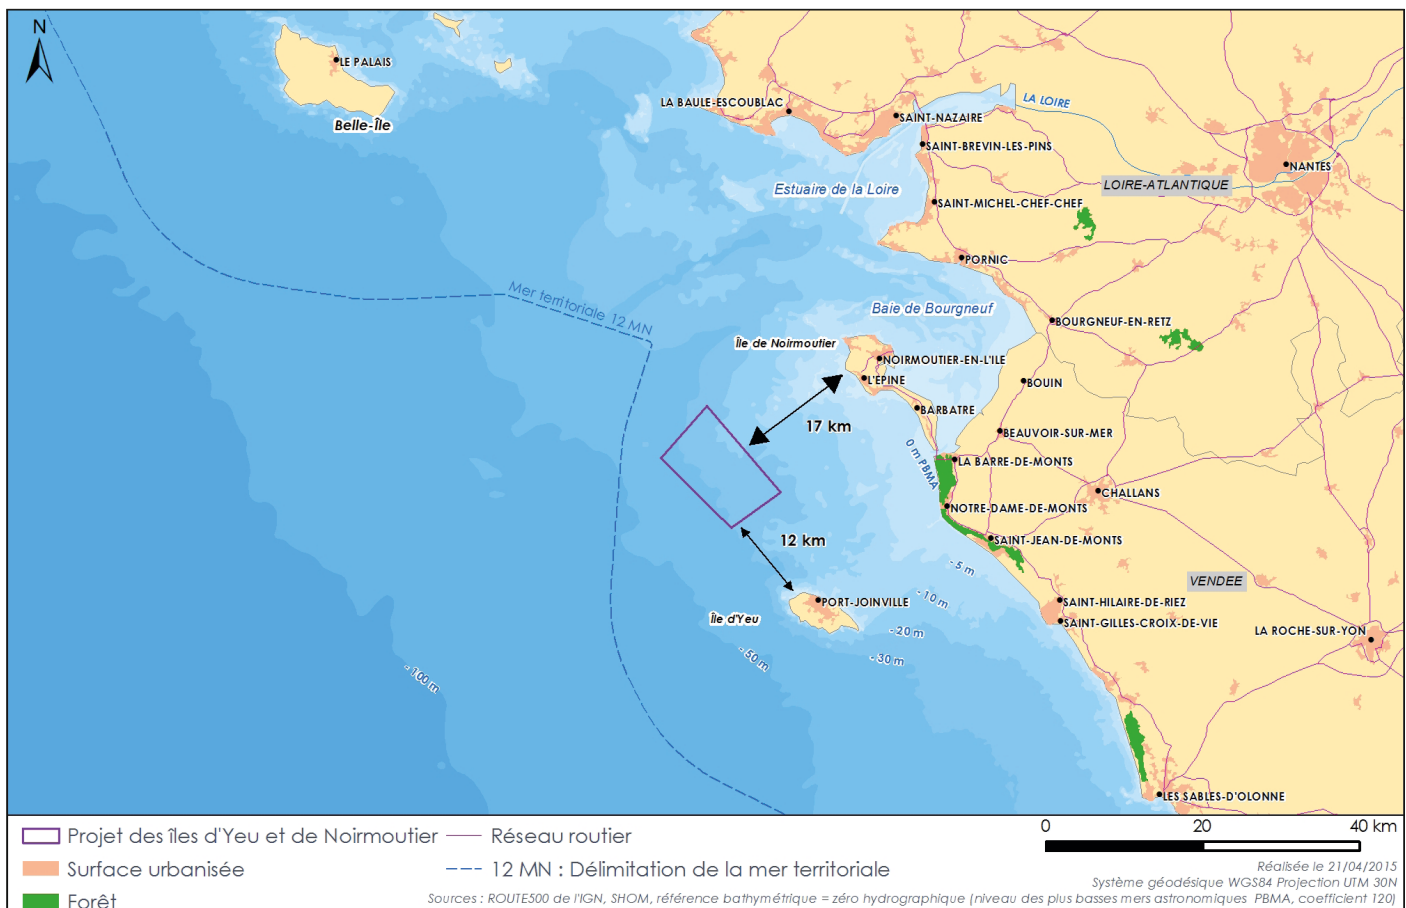 N
LE PALAIS
Belle-Île
LA BAULE-ESCOUBLAC
SAINT-NAZAIRE
LA LOIRE
SAINT-BREVIN-LES-PINS
NANTES
Estuaire de la Loire
LOIRE-ATLANTIQUE
SAINT-MICHEL-CHEF-CHEF
PORNIC
Mer territoriale 12 MN
Baie de Bourgneuf
BOURGNEUF-EN-RETZ
Île de Noirmoutier
NOIRMOUTIER-EN-L'ILE
L'EPINE
BOUIN
BARBATRE
17 km
BEAUVOIR-SUR-MER
0 m PBMA
LA BARRE-DE-MONTS
CHALLANS
NOTRE-DAME-DE-MONTS
12 km
SAINT-JEAN-DE-MONTS
- 5 m
VENDEE
- 10 m
PORT-JOINVILLE
SAINT-HILAIRE-DE-RIEZ
Île d'Yeu
SAINT-GILLES-CROIX-DE-VIE
- 20 m
LA ROCHE-SUR-YON
- 50 m
- 30 m
- 100 m
LES SABLES-D'OLONNE
Projet des îles d'Yeu et de Noirmoutier
Réseau routier
0 20 40 km
Surface urbanisée
12 MN : Délimitation de la mer territoriale
Réalisée le 21/04/2015
Système géodésique WGS84 Projection UTM 30N
Forêt
Sources : ROUTE500 de l'IGN, SHOM, référence bathymétrique = zéro hydrographique (niveau des plus basses mers astronomiques PBMA, coefficient 120)